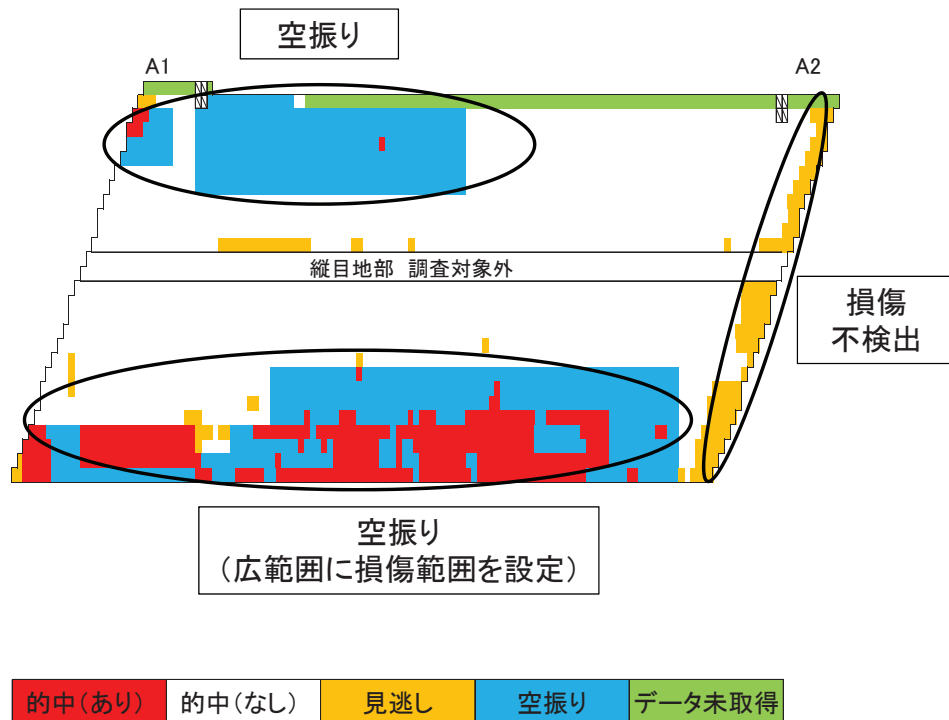 空振り
A1
A2
縦目地部 調査対象外
損傷
不検出
空振り
（広範囲に損傷範囲を設定）
的中（あり） 的中（なし） 見逃し 空振り データ未取得